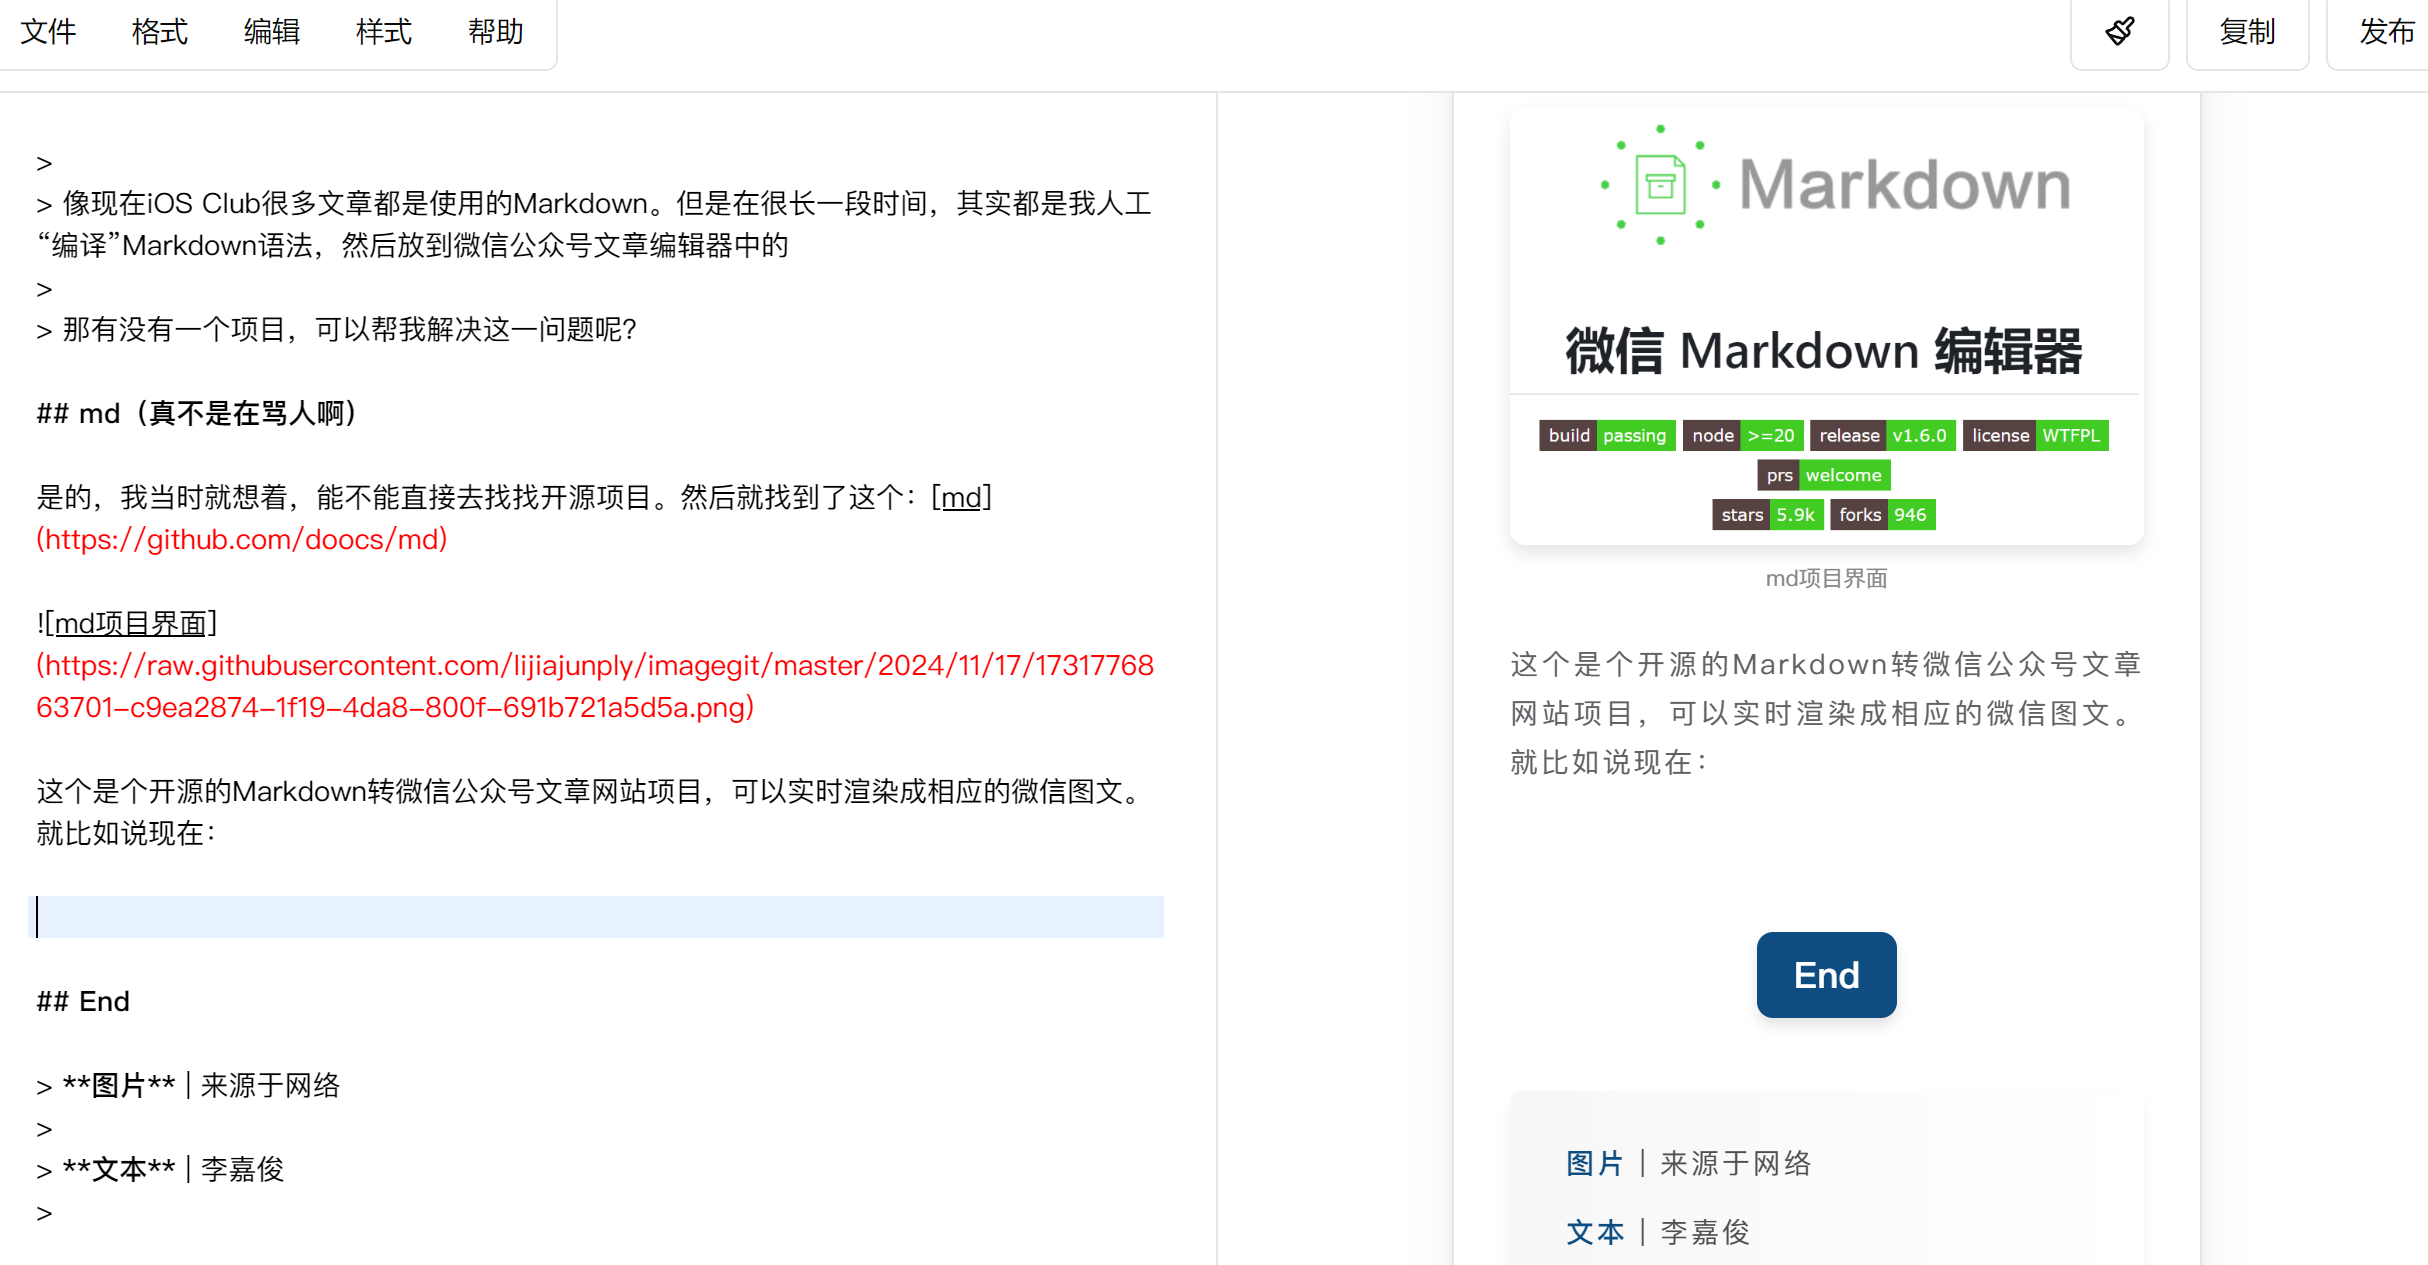 文件 格式 编辑 样式 帮助 复制 发布
>
> 像现在iOS Club很多文章都是使用的Markdown。但是在很长一段时间，其实都是我人工
“编译”Markdown语法，然后放到微信公众号文章编辑器中的
>
> 那有没有一个项目，可以帮我解决这一问题呢？
## md（真不是在骂人啊）
是的，我当时就想着，能不能直接去找找开源项目。然后就找到了这个：[md]
(https://github.com/doocs/md)
![md项目界面]
(https://raw.githubusercontent.com/lijiajunply/imagegit/master/2024/11/17/17317768
63701-c9ea2874-1f19-4da8-800f-691b721a5d5a.png)
这个是个开源的Markdown转微信公众号文章网站项目，可以实时渲染成相应的微信图文。
就比如说现在：
## End
> **图片** | 来源于网络
>
> **文本** | 李嘉俊
>
Markdown
微信 Markdown 编辑器
build passing node >=20 release v1.6.0 license WTFPL
prs welcome
stars 5.9k forks 946
md项目界面
这个是个开源的Markdown转微信公众号文章
网站项目，可以实时渲染成相应的微信图文。
就比如说现在：
End
图片 | 来源于网络
文本 | 李嘉俊